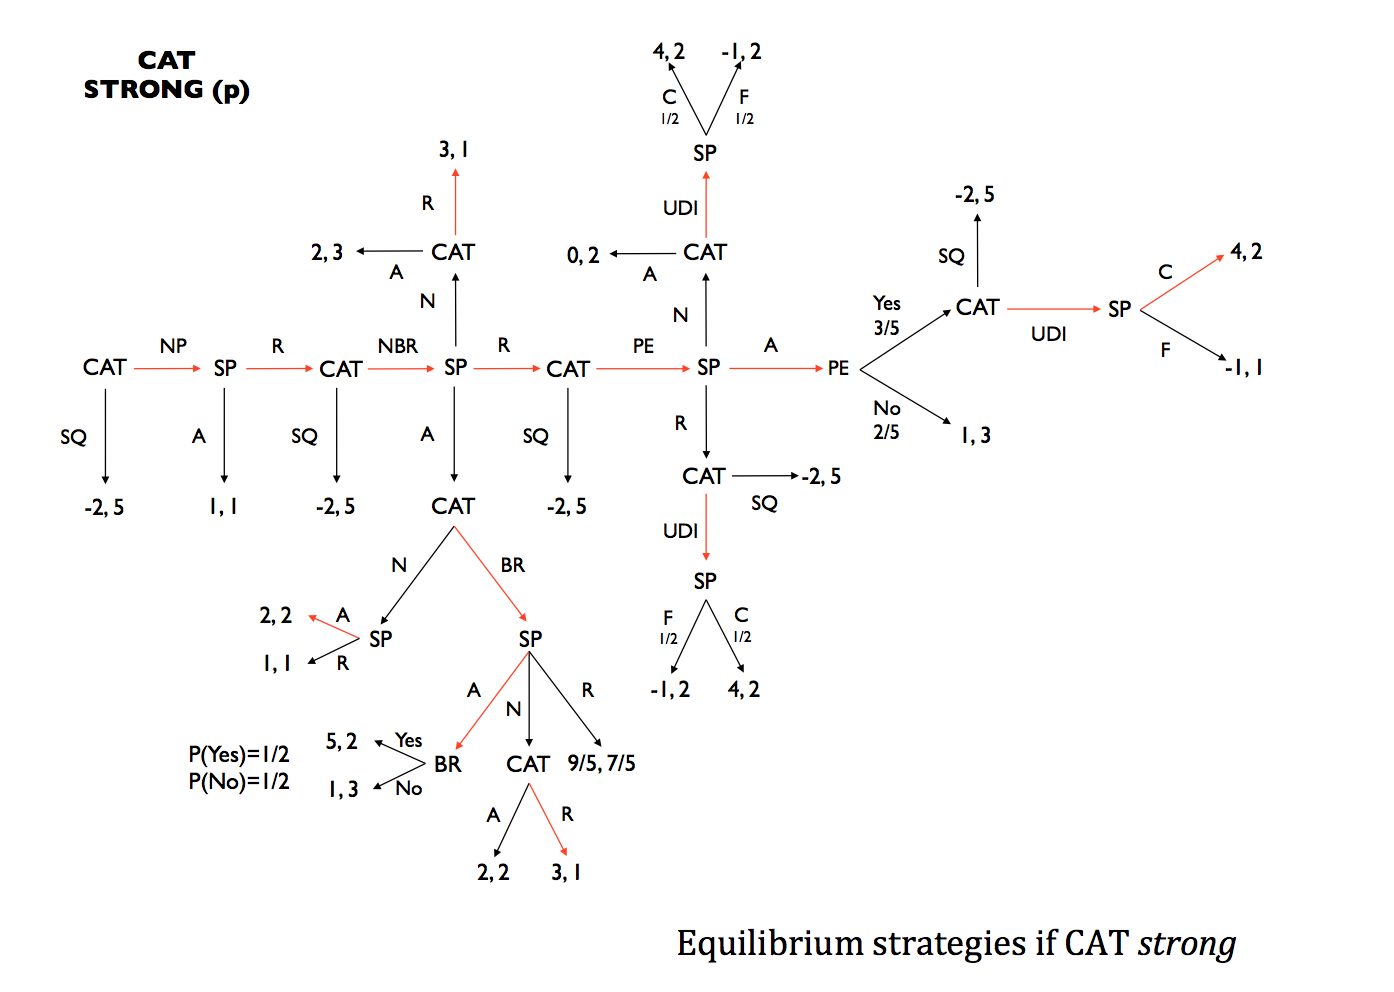 CAT
STRONG (p)
4, 2 -1, 2
C F
1/2 1/2
SP
3, 1
R
UDI
-2, 5
2, 3 CAT
A
N
0, 2 CAT
A
N
SQ
4, 2
C
Yes
3/5
CAT SP
UDI
F
-1, 1
NP R NBR R PE A
CAT SP CAT SP CAT SP PE
No
2/5
1, 3
SQ A SQ A SQ R
-2, 5 1, 1 -2, 5 CAT -2, 5
CAT -2, 5
SQ
UDI
N BR
SP
2, 2 A SP
1, 1 R
SP
F C
1/2 1/2
-1, 2 4, 2
A N R
P(Yes)=1/2
P(No)=1/2
5, 2 Yes
BR
1, 3 No
CAT 9/5, 7/5
A R
2, 2 3, 1
Equilibrium strategies if CAT strong